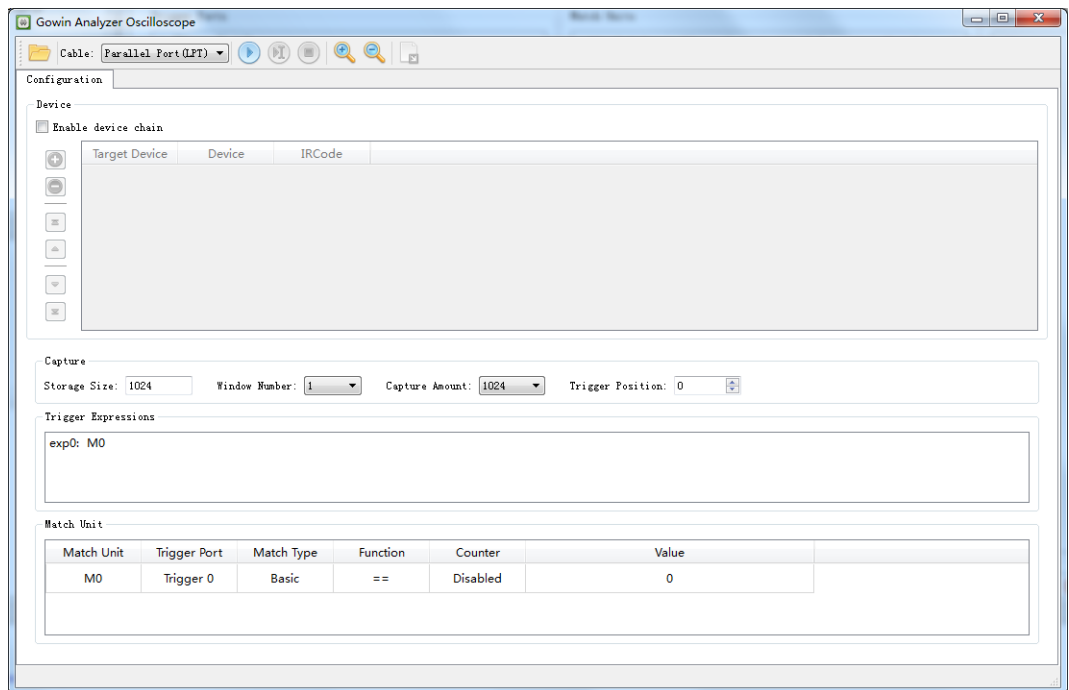 Gowin Analyzer Oscilloscope
Cable: Parallel Port(LPT)
Configuration
Device
Enable device chain
Target Device Device IRCode
Capture
Storage Size: 1024 Window Number: 1 Capture Amount: 1024 Trigger Position: 0
Trigger Expressions
exp0: M0
Match Unit
Match Unit Trigger Port Match Type Function Counter Value
M0 Trigger 0 Basic == Disabled 0